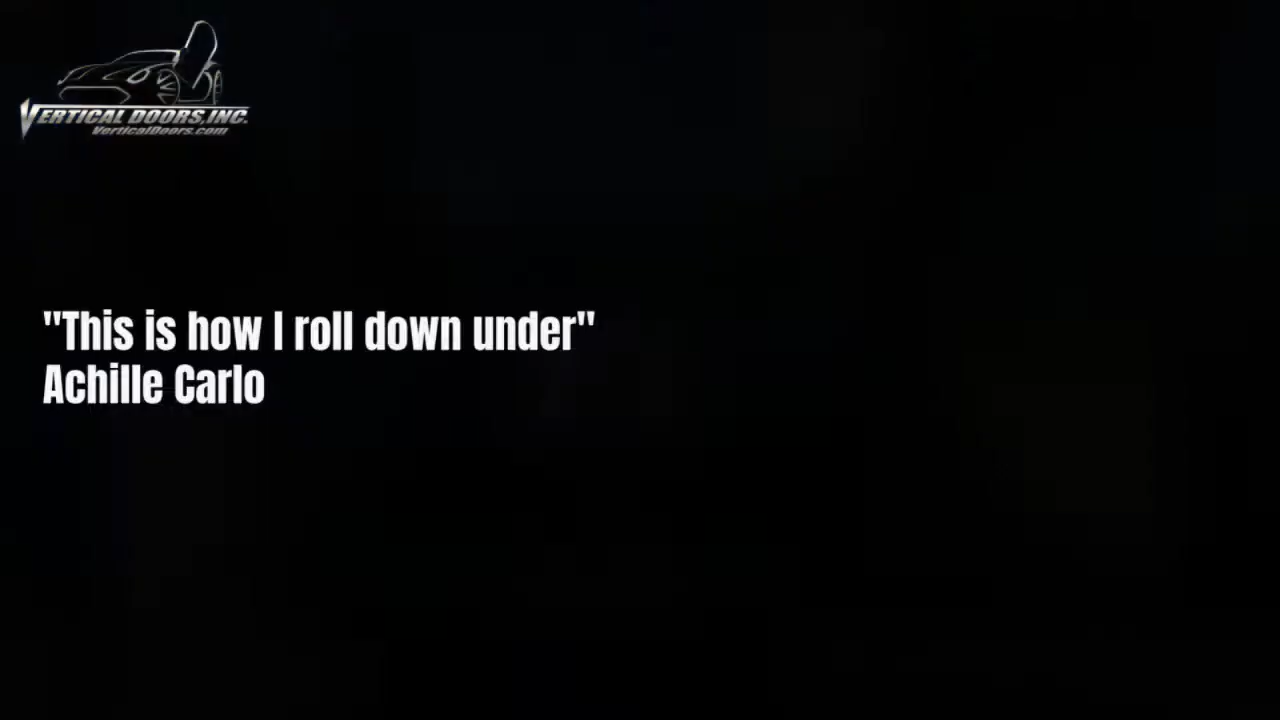 VERTICAL DOORS, INC.
VerticalDoors.com
"This is how I roll down under"
Achille Carlo